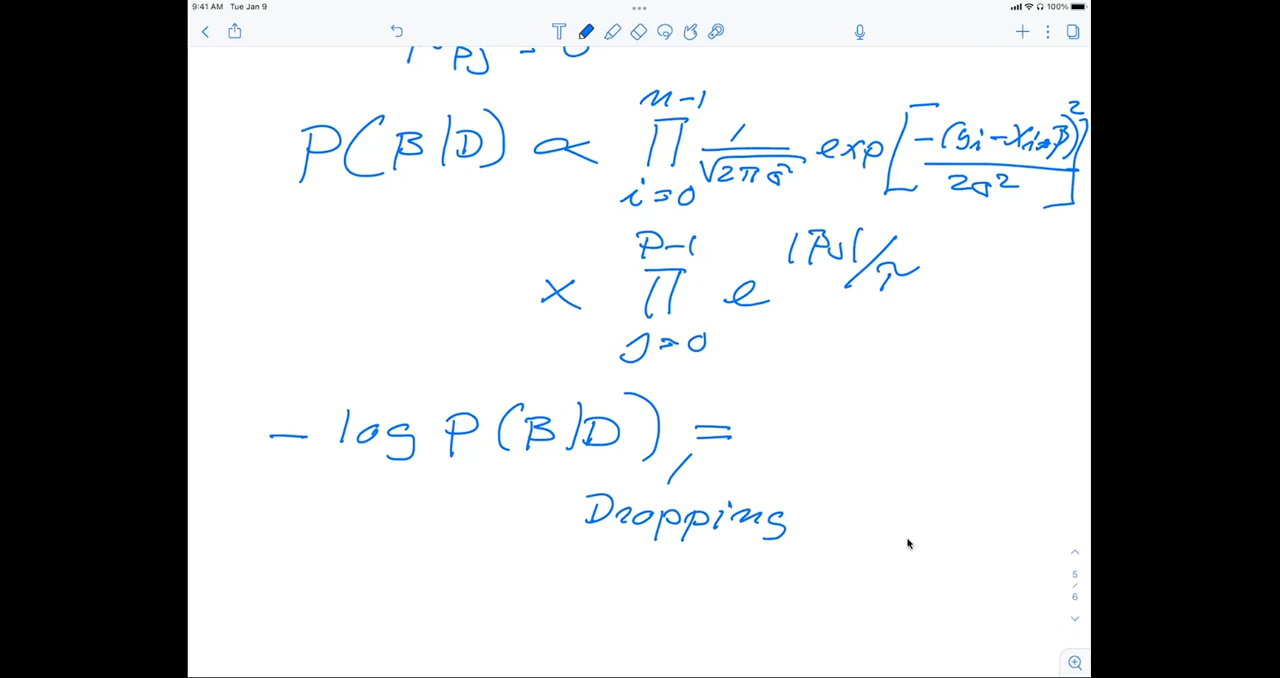 9:41 AM Tue Jan 9
100%
P(β|D) ∝ ∏_{i=0}^{n-1} 1/√(2πσ²) exp[-(yi - Xi*β)²/2σ²]
× ∏_{j=0}^{p-1} e^{|βj|/τ}
- log P(β|D) =
Dropping
5
/
6